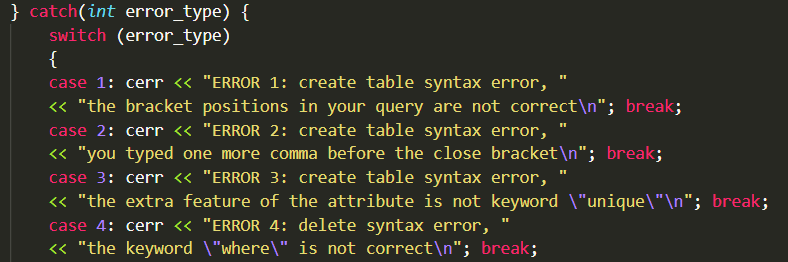 } catch(int error_type) {
switch (error_type)
{
case 1: cerr << "ERROR 1: create table syntax error, "
<< "the bracket positions in your query are not correct\n"; break;
case 2: cerr << "ERROR 2: create table syntax error, "
<< "you typed one more comma before the close bracket\n"; break;
case 3: cerr << "ERROR 3: create table syntax error, "
<< "the extra feature of the attribute is not keyword \"unique\"\n"; break;
case 4: cerr << "ERROR 4: delete syntax error, "
<< "the keyword \"where\" is not correct\n"; break;